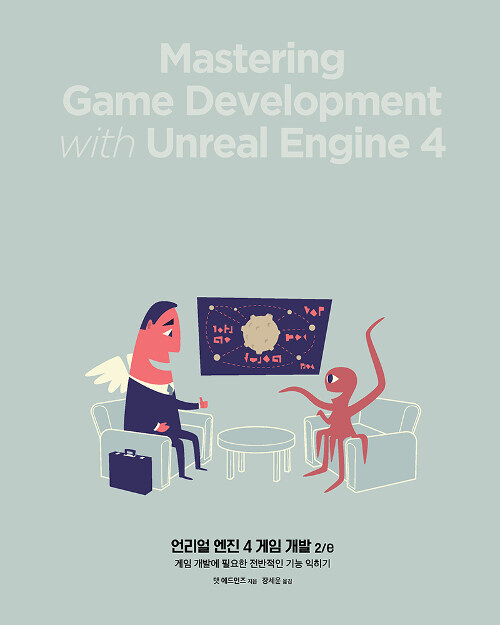 Mastering
Game Development
with Unreal Engine 4
언리얼 엔진 4 게임 개발 2/e
게임 개발에 필요한 전반적인 기능 익히기
맷 에드먼즈 지음 장세윤 옮김